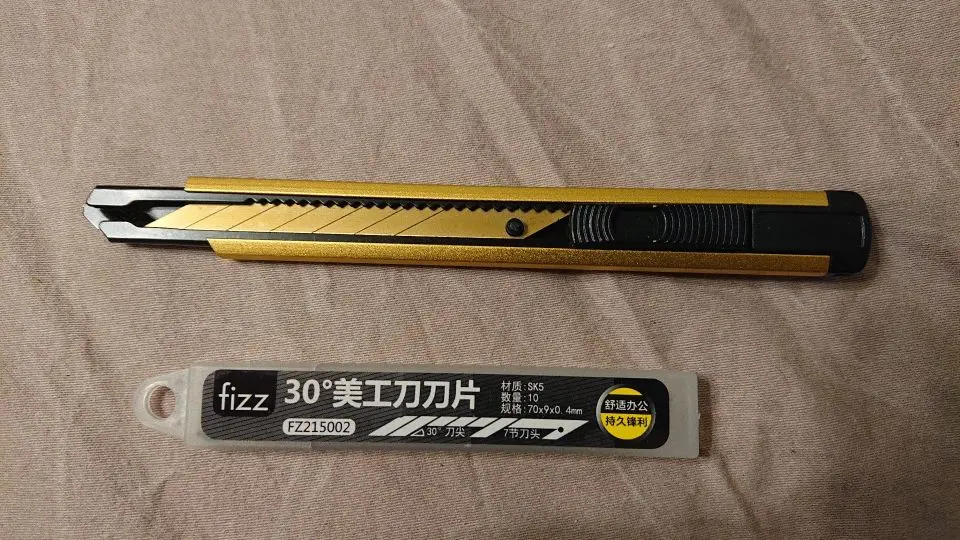 fizz
30°美工刀刀片
FZ215002
30° 刀尖
7节刀头
材质:SK5
数量:10
规格:70x9x0.4mm
舒适办公
持久锋利